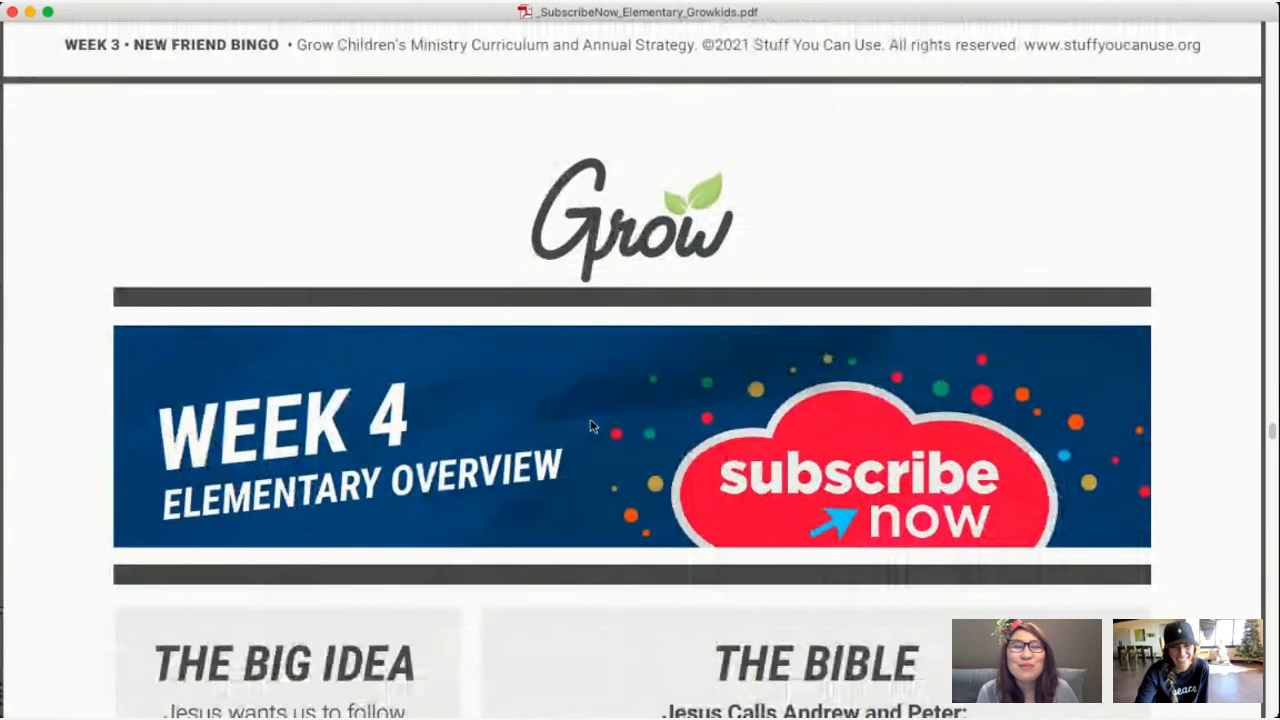 _SubscribeNow_Elementary_Growkids.pdf
WEEK 3 • NEW FRIEND BINGO • Grow Children's Ministry Curriculum and Annual Strategy. ©2021 Stuff You Can Use. All rights reserved. www.stuffyoucanuse.org
Grow
WEEK 4
ELEMENTARY OVERVIEW
subscribe
now
THE BIG IDEA
THE BIBLE
Jesus wants us to follow
Jesus Calls Andrew and Peter:
peace